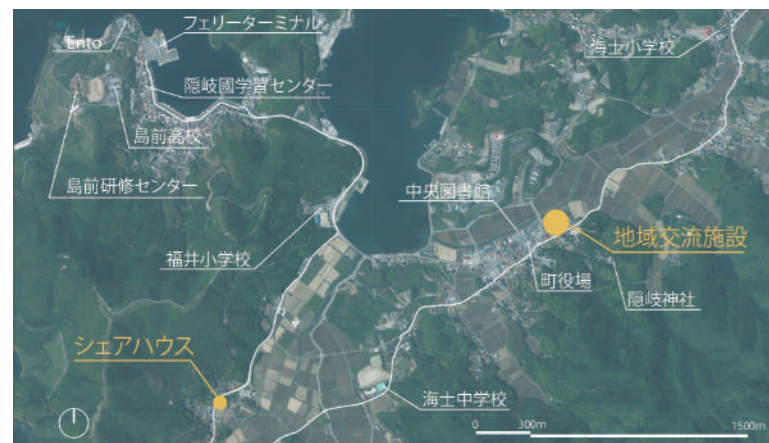 Ento
フェリーターミナル
海士小学校
隠岐國学習センター
島前高校
島前研修センター
中央図書館
地域交流施設
福井小学校
町役場
隠岐神社
シェアハウス
海士中学校
0 300m 1500m